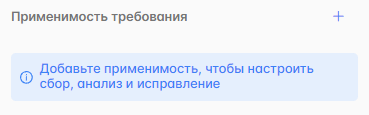 Применимость требования
Добавьте применимость, чтобы настроить
сбор, анализ и исправление